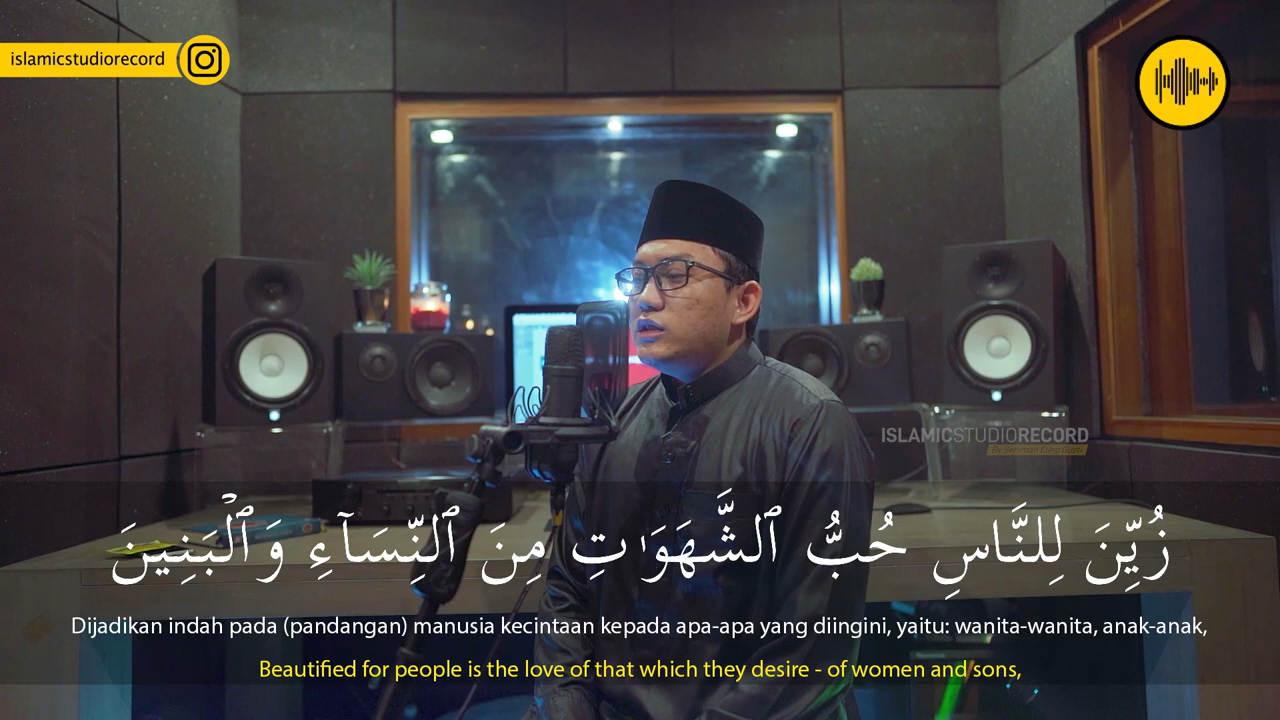 islamicstudiorecord
ISLAMICSTUDIORECORD
زُيِّنَ لِلنَّاسِ حُبُّ ٱلشَّهَوَٰتِ مِنَ ٱلنِّسَآءِ وَٱلْبَنِينَ
Dijadikan indah pada (pandangan) manusia kecintaan kepada apa-apa yang diingini, yaitu: wanita-wanita, anak-anak,
Beautified for people is the love of that which they desire - of women and sons,